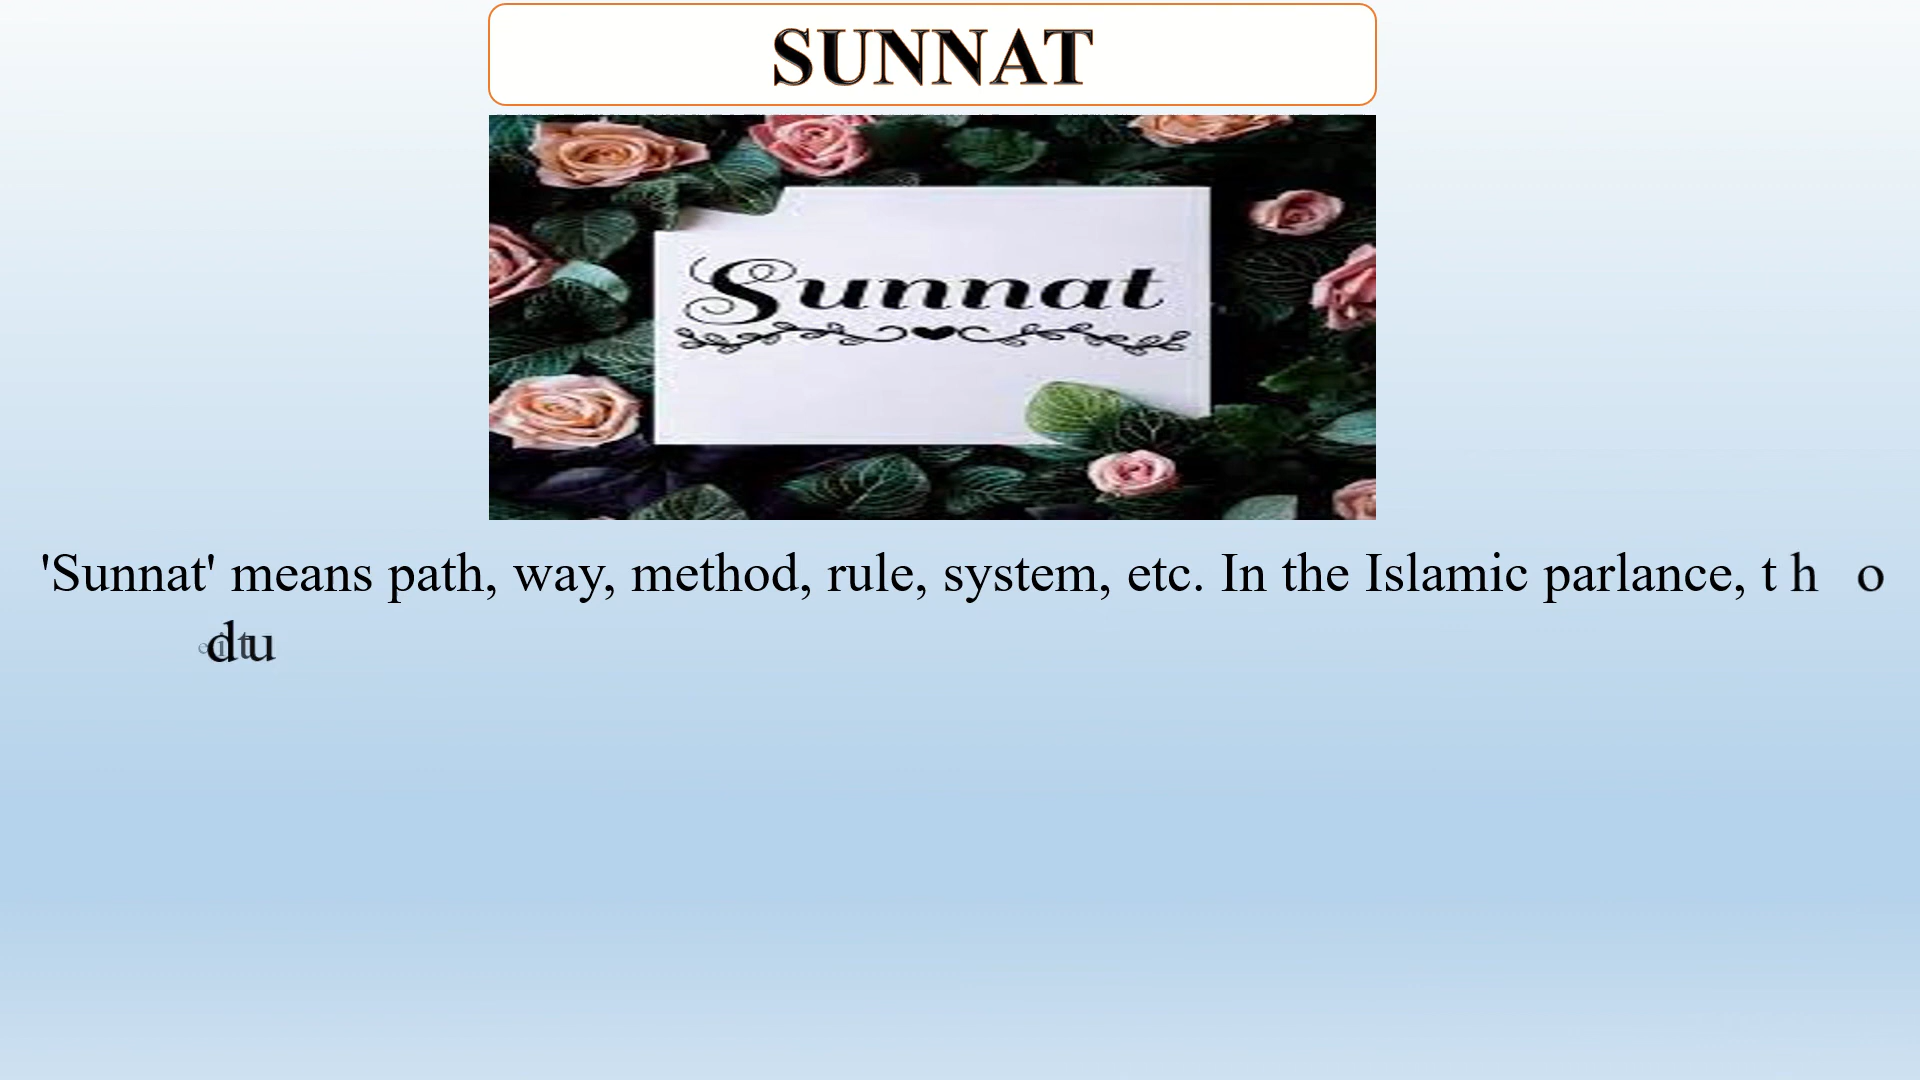 SUNNAT
Sunnat
'Sunnat' means path, way, method, rule, system, etc. In the Islamic parlance,